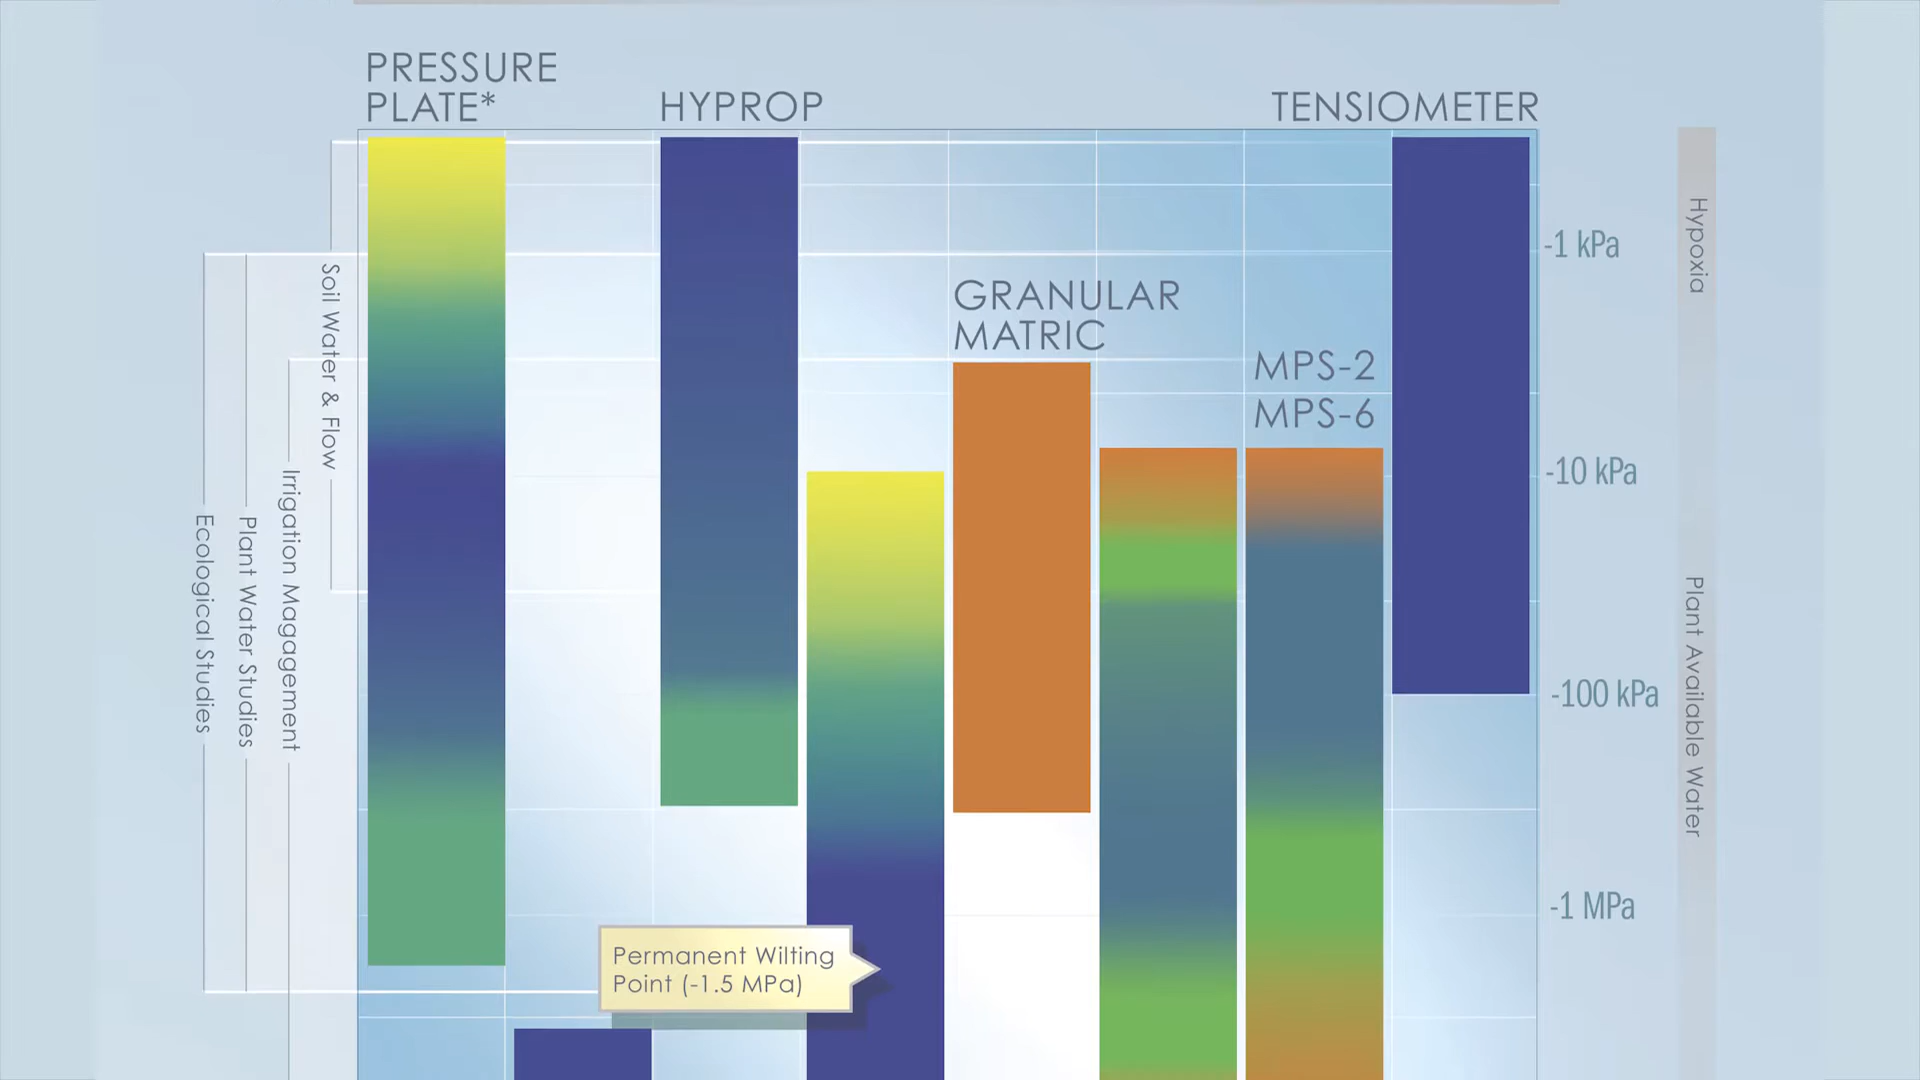 PRESSURE
PLATE*
HYPROP
TENSIOMETER
GRANULAR
MATRIC
MPS-2
MPS-6
-1 kPa
-10 kPa
-100 kPa
-1 MPa
Hypoxia
Plant Available Water
Soil Water & Flow
Irrigation Magagement
Plant Water Studies
Ecological Studies
Permanent Wilting
Point (-1.5 MPa)